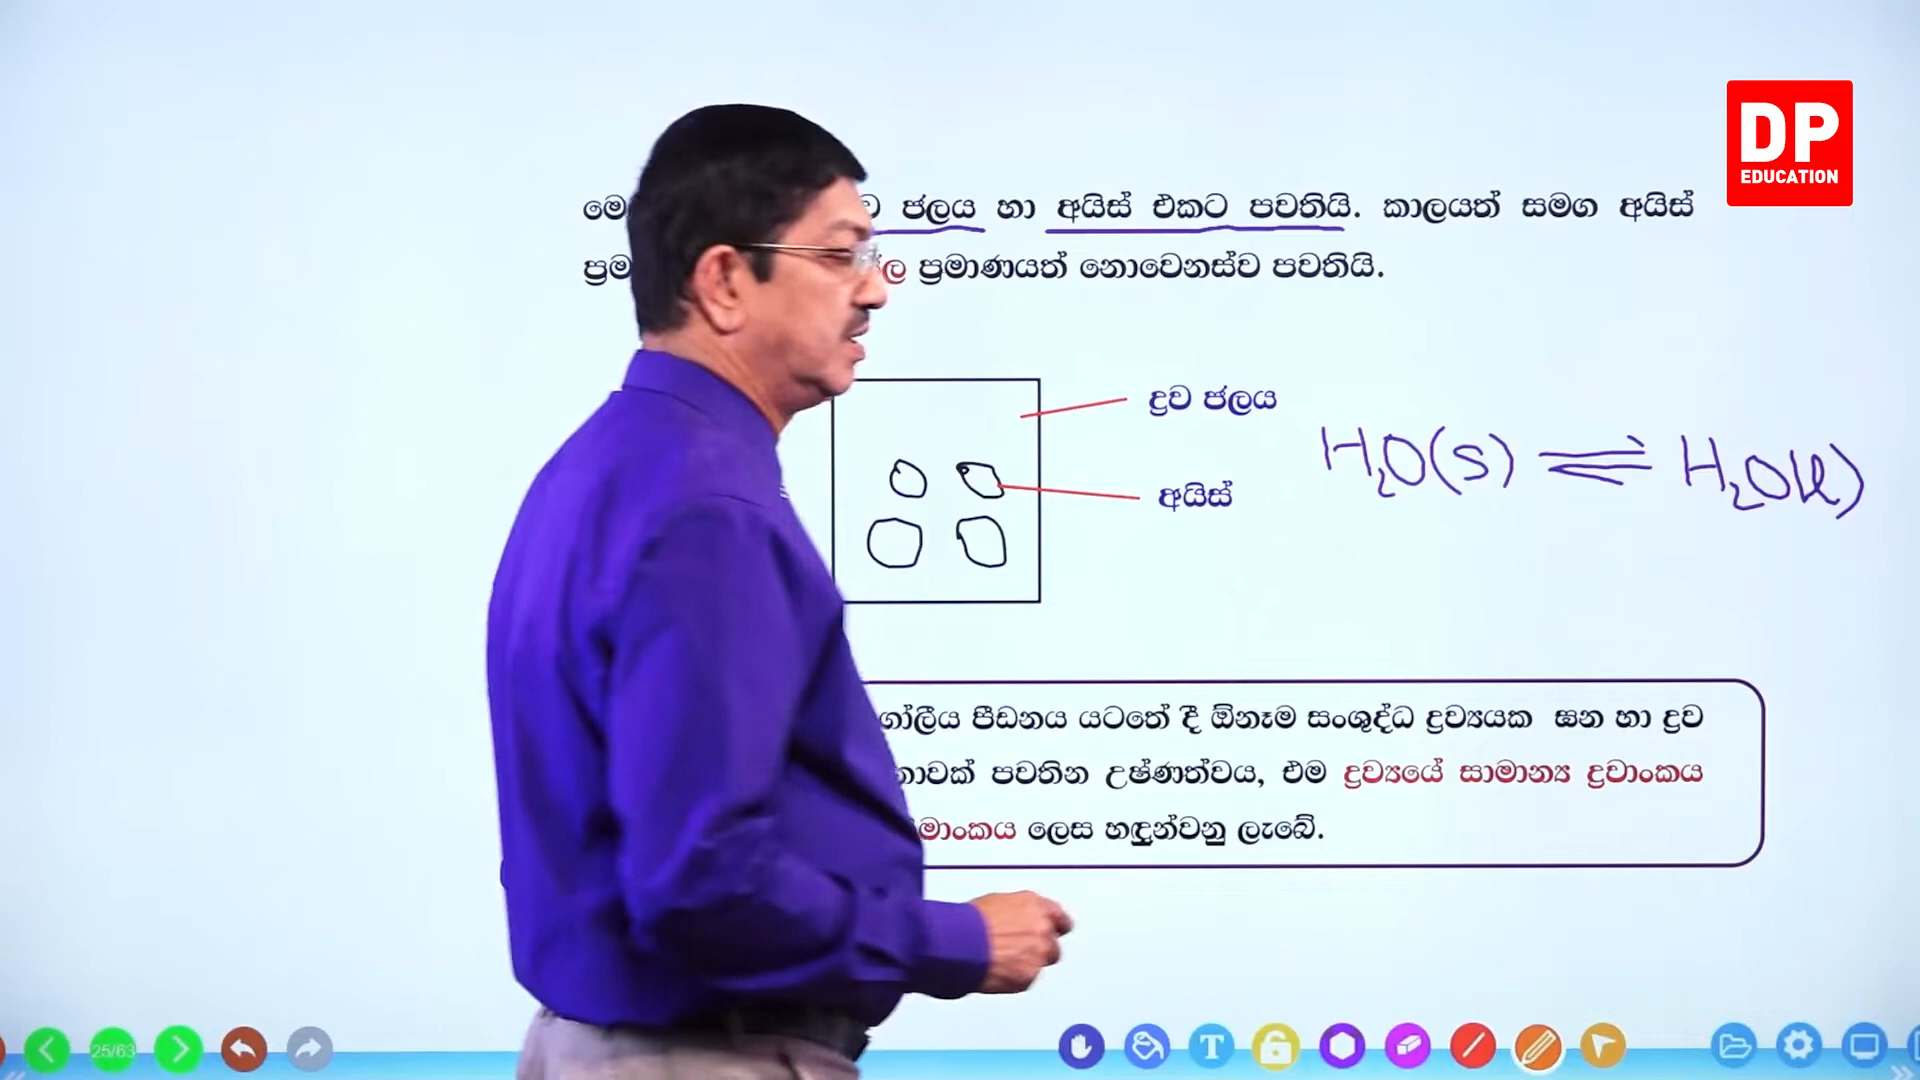 DP
EDUCATION
ජලය හා අයිස් එකට පවතියි. කාලයත් සමග අයිස්
ප්‍රමාණයත් නොවෙනස්ව පවතියි.
ද්‍රව ජලය
අයිස්
H₂O(s) ⇌ H₂O(l)
පීඩනය යටතේ දී ඕනෑම සංශුද්ධ ද්‍රව්‍යයක ඝන හා ද්‍රව
පවතින උෂ්ණත්වය, එම ද්‍රව්‍යයේ සාමාන්‍ය ද්‍රවාංකය
ලෙස හඳුන්වනු ලැබේ.
25/63
T